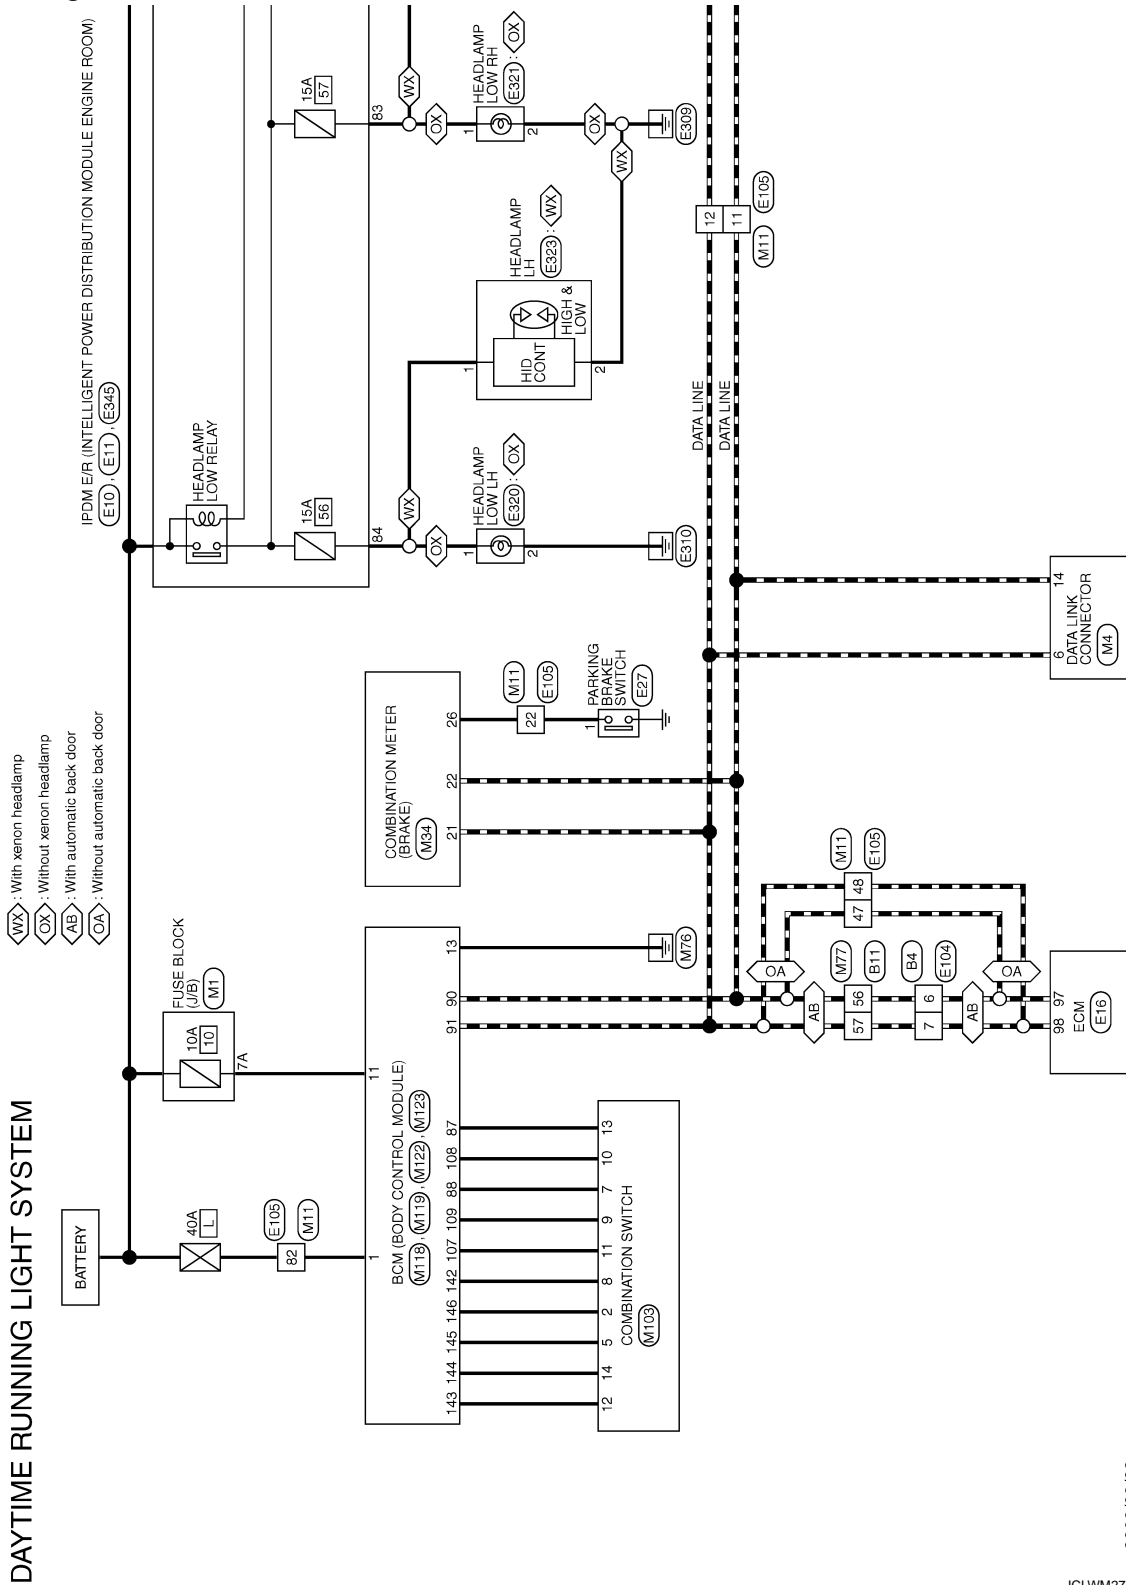 DAYTIME RUNNING LIGHT SYSTEM
WX : With xenon headlamp
OX : Without xenon headlamp
AB : With automatic back door
OA : Without automatic back door
BATTERY
40A
L
82
E105
M11
FUSE BLOCK
(J/B)
M1
10A
10
7A
IPDM E/R (INTELLIGENT POWER DISTRIBUTION MODULE ENGINE ROOM)
E10 , E11 , E345
HEADLAMP
LOW RELAY
15A
56
84
15A
57
83
1
11
BCM (BODY CONTROL MODULE)
M118 , M119 , M122 , M123
143 144 145 146 142 107 109 88 108 87 91 90 13
12 14 5 2 8 11 9 7 10 13
COMBINATION SWITCH
M103
M76
COMBINATION METER
(BRAKE)
M34
21 22 26
22
M11
E105
1
PARKING
BRAKE
SWITCH
E27
WX
OX
1
2
HEADLAMP
LOW LH
E320 : OX
E310
1
HID
CONT
HIGH &
LOW
2
HEADLAMP
LH
E323 : WX
WX
OX
1
2
HEADLAMP
LOW RH
E321 : OX
OX
WX
E309
DATA LINE
DATA LINE
12
11
M11
E105
OA
AB
57 56
M77
B11
47 48
M11
E105
7 6
B4
E104
AB
OA
98 97
ECM
E16
6 14
DATA LINK
CONNECTOR
M4